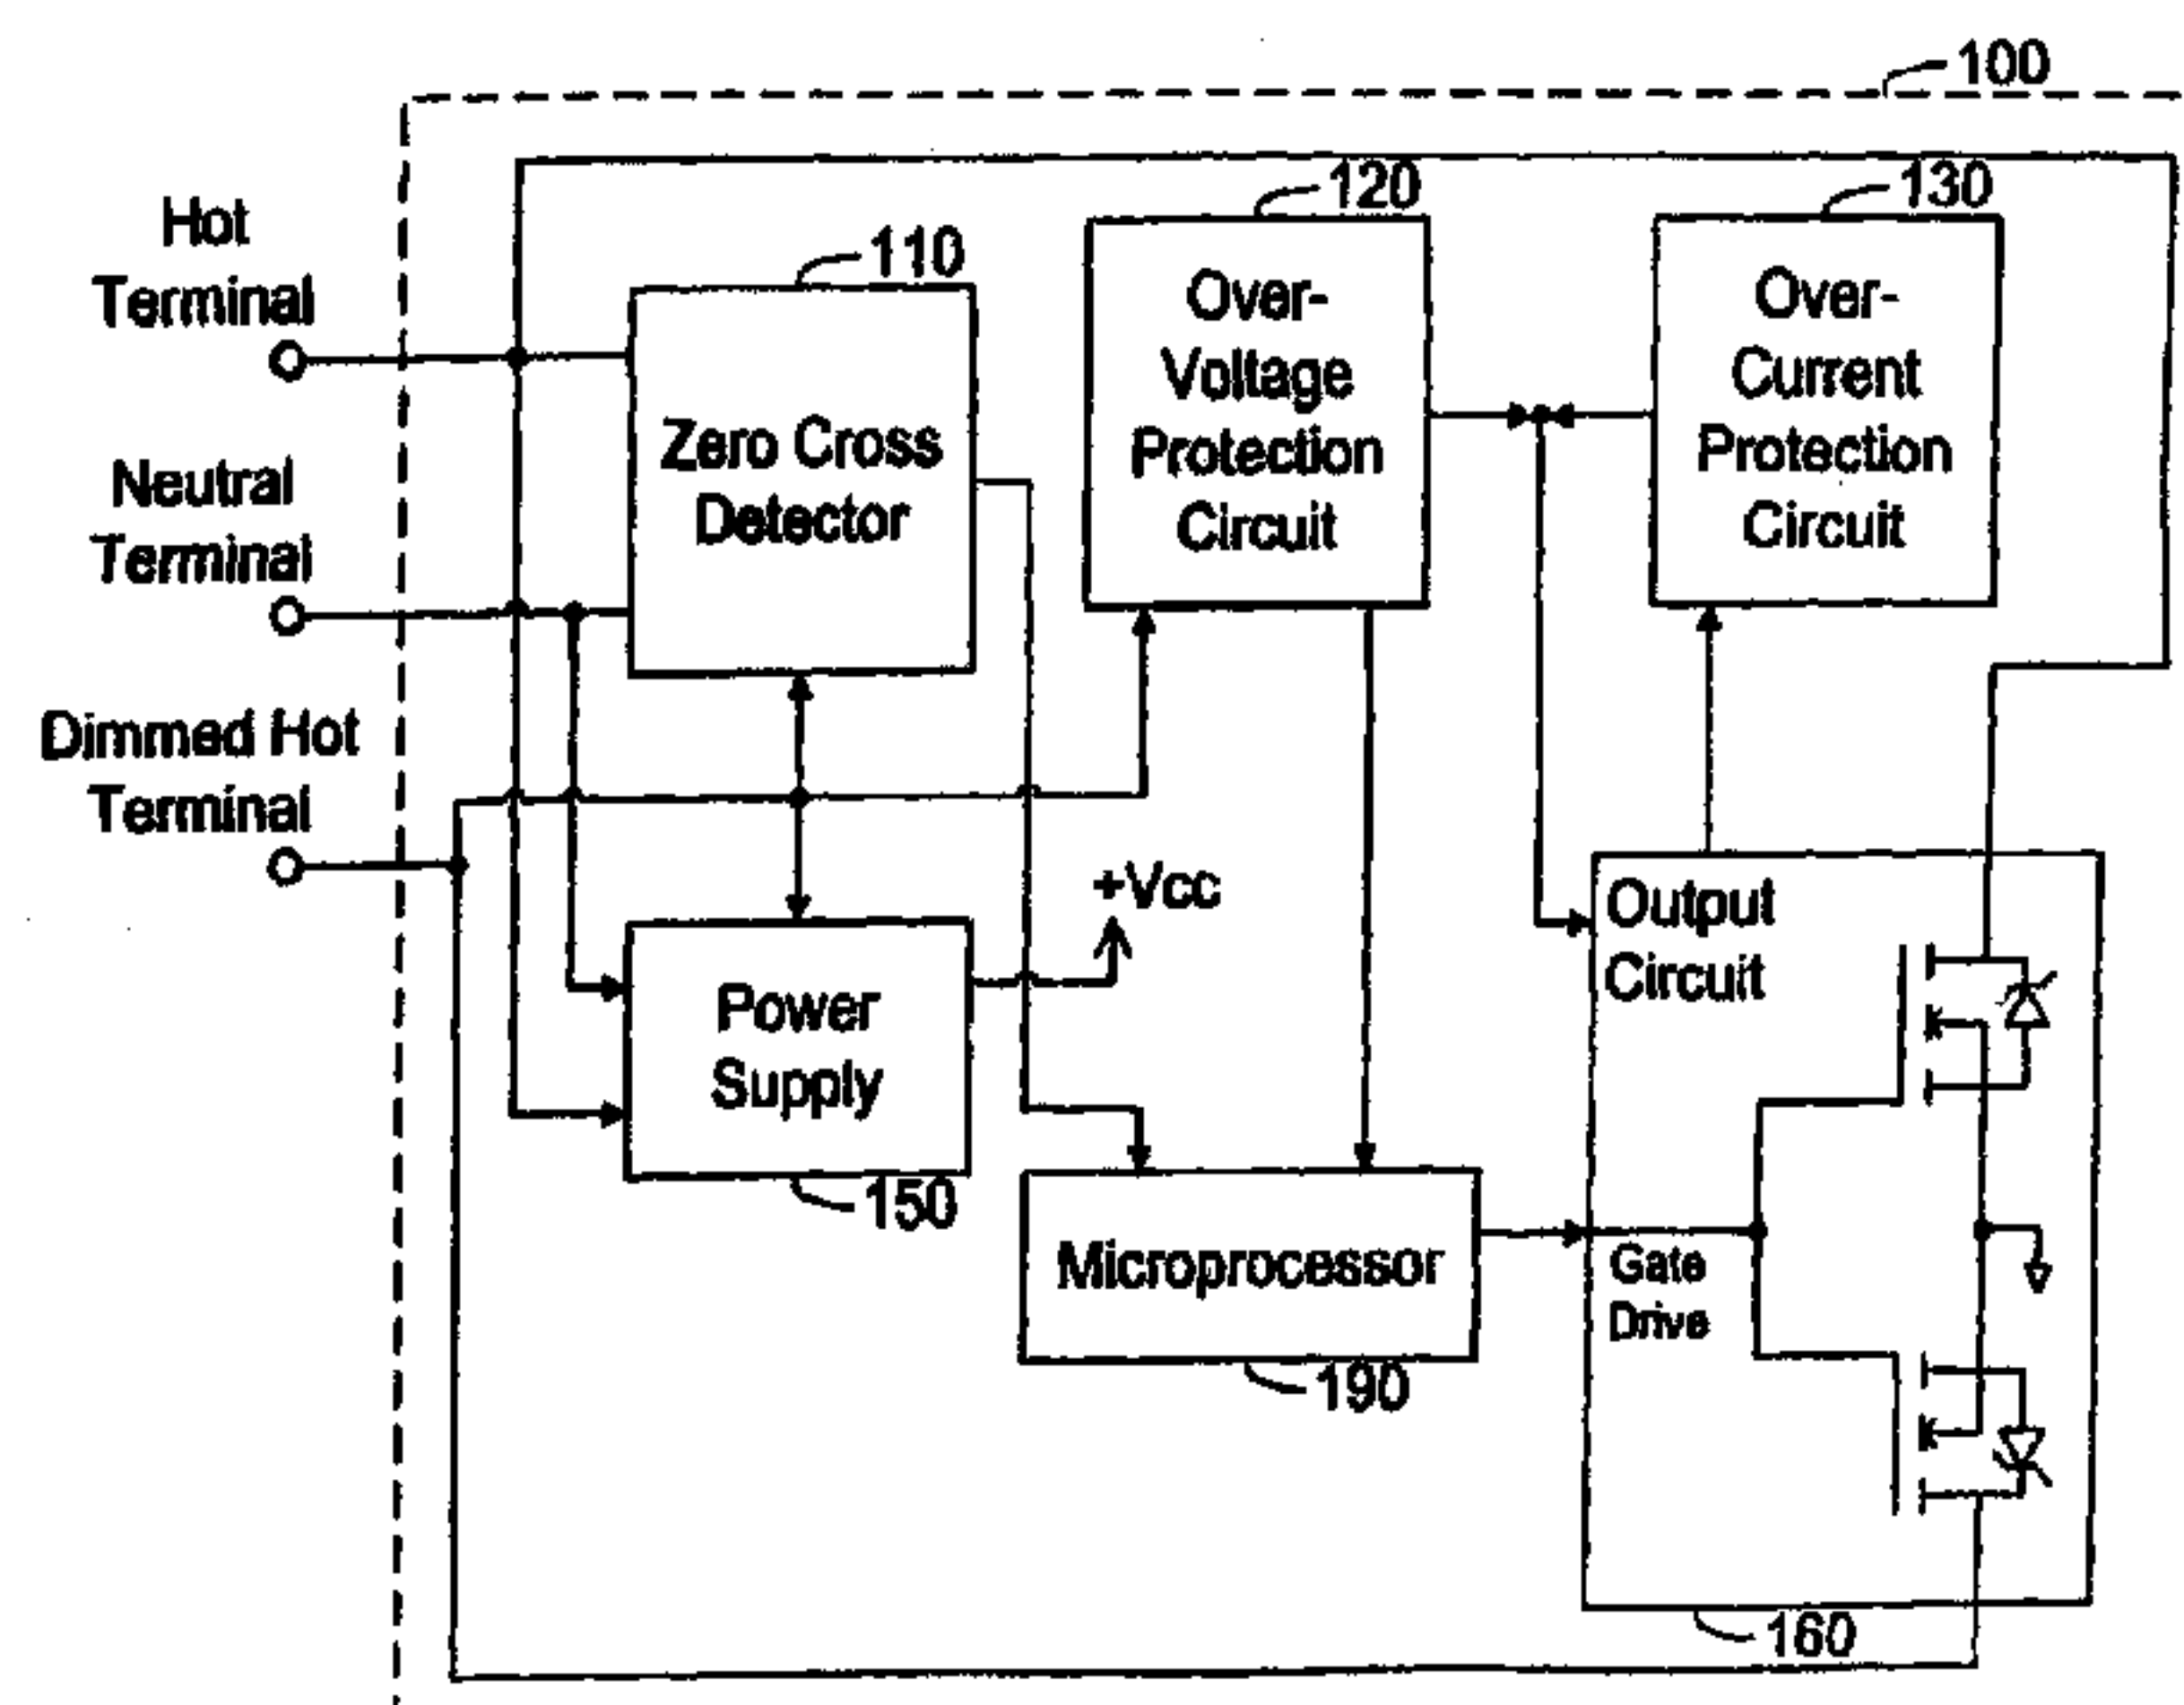 100
Hot
Terminal
Neutral
Terminal
Dimmed Hot
Terminal
110
Zero Cross
Detector
120
Over-
Voltage
Protection
Circuit
130
Over-
Current
Protection
Circuit
+Vcc
Power
Supply
150
Microprocessor
190
Output
Circuit
Gate
Drive
160